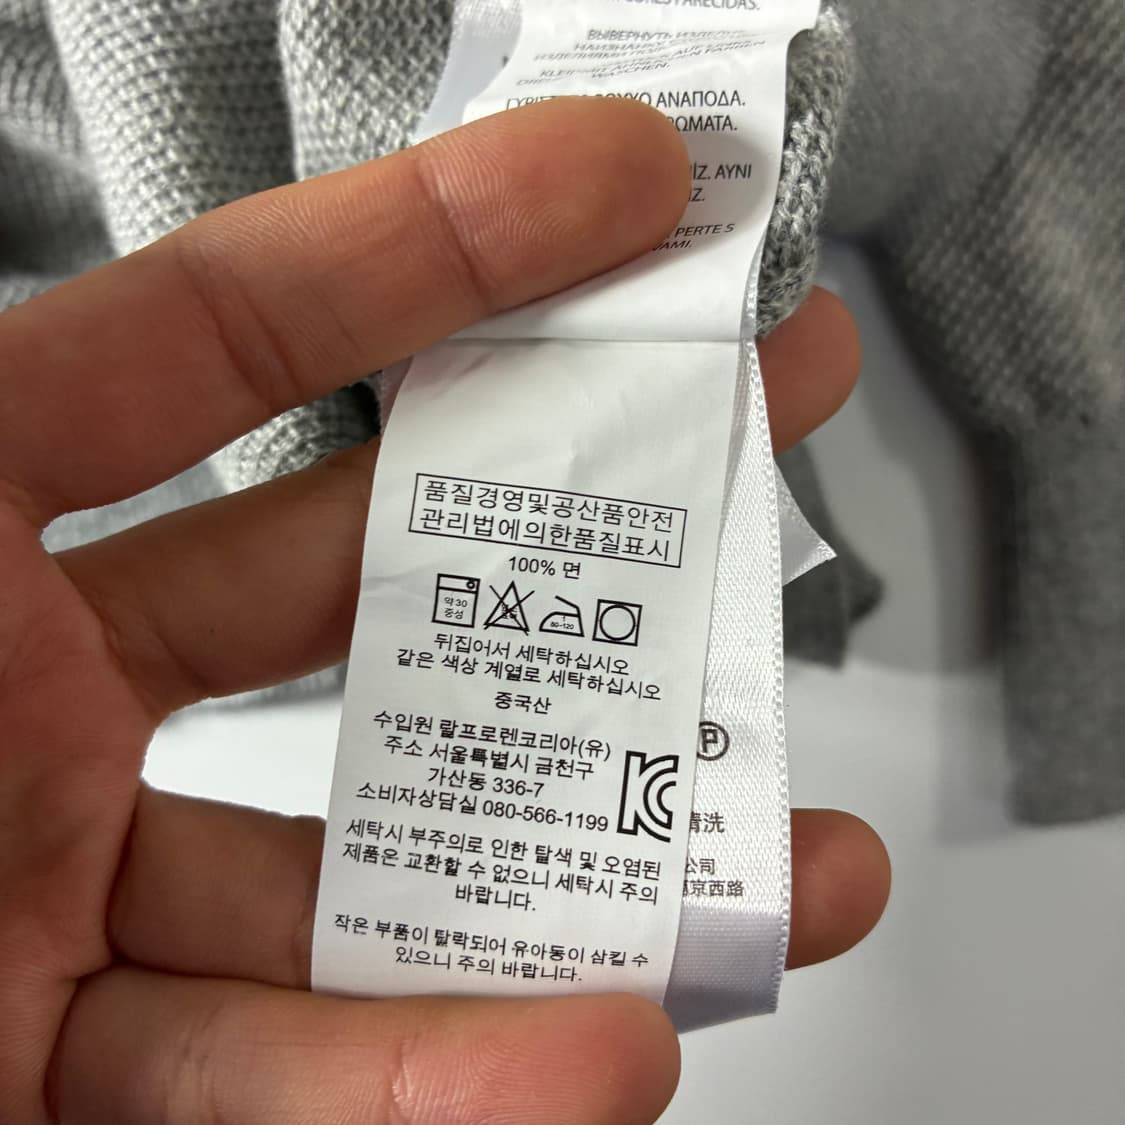 ВЫВЕРНУТЬ ИЗДЕЛИЕ
НАИЗНАНКУ
WASCHEN.
ΑΝΑΠΟΔΑ.
AYNI
PERTE S
품질경영및공산품안전
관리법에의한품질표시
100% 면
약 30
중성
80-120
뒤집어서 세탁하십시오
같은 색상 계열로 세탁하십시오
중국산
수입원 랄프로렌코리아(유)
주소 서울특별시 금천구
가산동 336-7
소비자상담실 080-566-1199
세탁시 부주의로 인한 탈색 및 오염된
제품은 교환할 수 없으니 세탁시 주의
바랍니다.
작은 부품이 탈락되어 유아동이 삼킬 수
있으니 주의 바랍니다.
P
清洗
公司
京西路